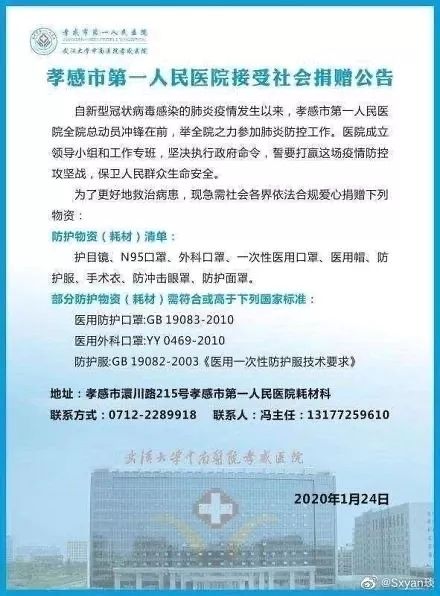 孝感市第一人民医院
武汉大学中南医院孝感医院
孝感市第一人民医院接受社会捐赠公告
自新型冠状病毒感染的肺炎疫情发生以来，孝感市第一人民医院
全院总动员冲锋在前，举全院之力参加肺炎防控工作。医院成立
领导小组和工作专班，坚决执行政府命令，誓要打赢这场疫情防控
攻坚战，保卫人民群众生命安全。
为了更好地救治病患，现急需社会各界依法合规爱心捐赠下列
物资：
防护物资（耗材）清单：
护目镜、N95口罩、外科口罩、一次性医用口罩、医用帽、防
护服、手术衣、防冲击眼罩、防护面罩。
部分防护物资（耗材）需符合或高于下列国家标准：
医用防护口罩:GB 19083-2010
医用外科口罩:YY 0469-2010
防护服:GB 19082-2003《医用一次性防护服技术要求》
地址：孝感市澴川路215号孝感市第一人民医院耗材科
联系方式：0712-2289918 联系人：冯主任：13177259610
武汉大学中南医院孝感医院
2020年1月24日
@Sxyan琰